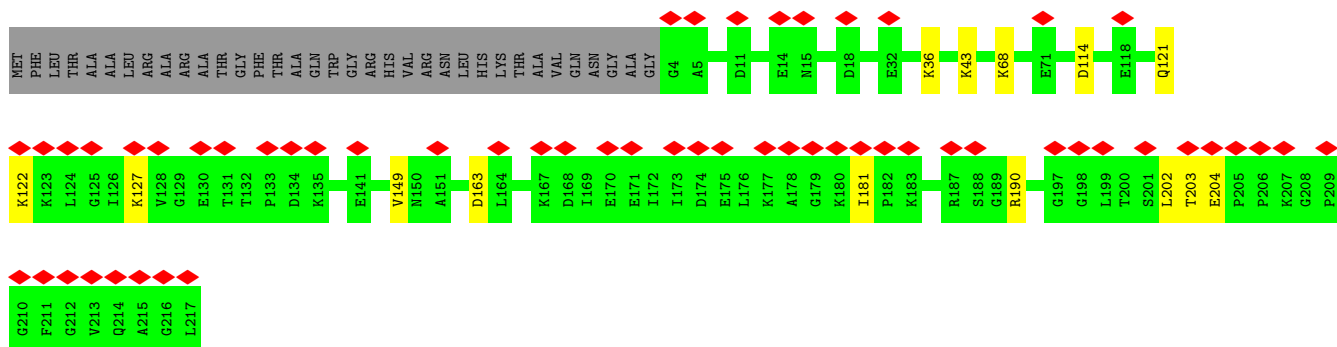 MET PHE LEU THR ALA ALA LEU ARG ALA ARG ALA THR GLY PHE THR ALA GLN TRP GLY ARG HIS VAL ARG ASN LEU HIS LYS THR ALA VAL GLN ASN GLY ALA GLY G4 A5 D11 E14 N15 D18 E32 K36 K43 K68 E71 D114 E118 Q121
K122 K123 L124 G125 I126 K127 V128 G129 E130 T131 T132 P133 D134 K135 E141 V149 N150 A151 D163 L164 K167 D168 I169 E170 E171 I172 I173 D174 E175 L176 K177 A178 G179 K180 I181 P182 K183 R187 S188 G189 R190 G197 G198 L199 T200 S201 L202 T203 E204 P205 P206 K207 G208 P209
G210 F211 G212 V213 Q214 A215 G216 L217